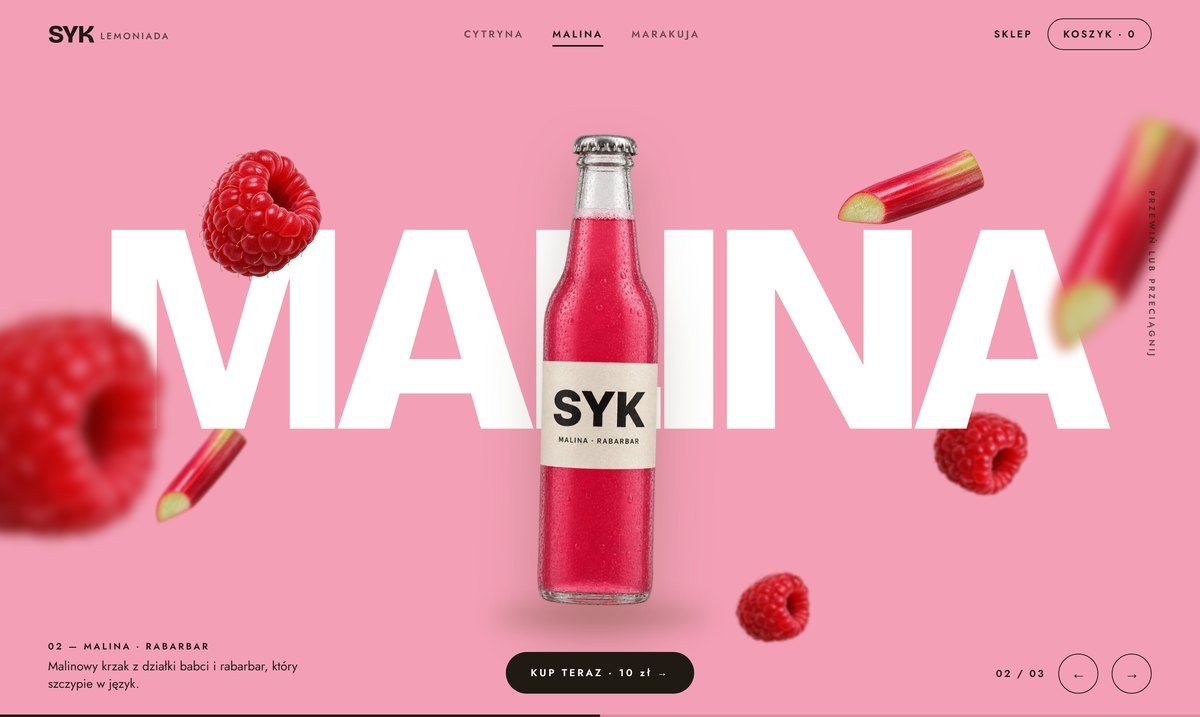 SYK LEMONIADA
CYTRYNA
MALINA
MARAKUJA
SKLEP
KOSZYK · 0
MALINA
PRZEWIŃ LUB PRZECIĄGNIJ
SYK
MALINA · RABARBAR
02 — MALINA · RABARBAR
Malinowy krzak z działki babci i rabarbar, który
szczypie w język.
KUP TERAZ · 10 zł →
02 / 03
← →